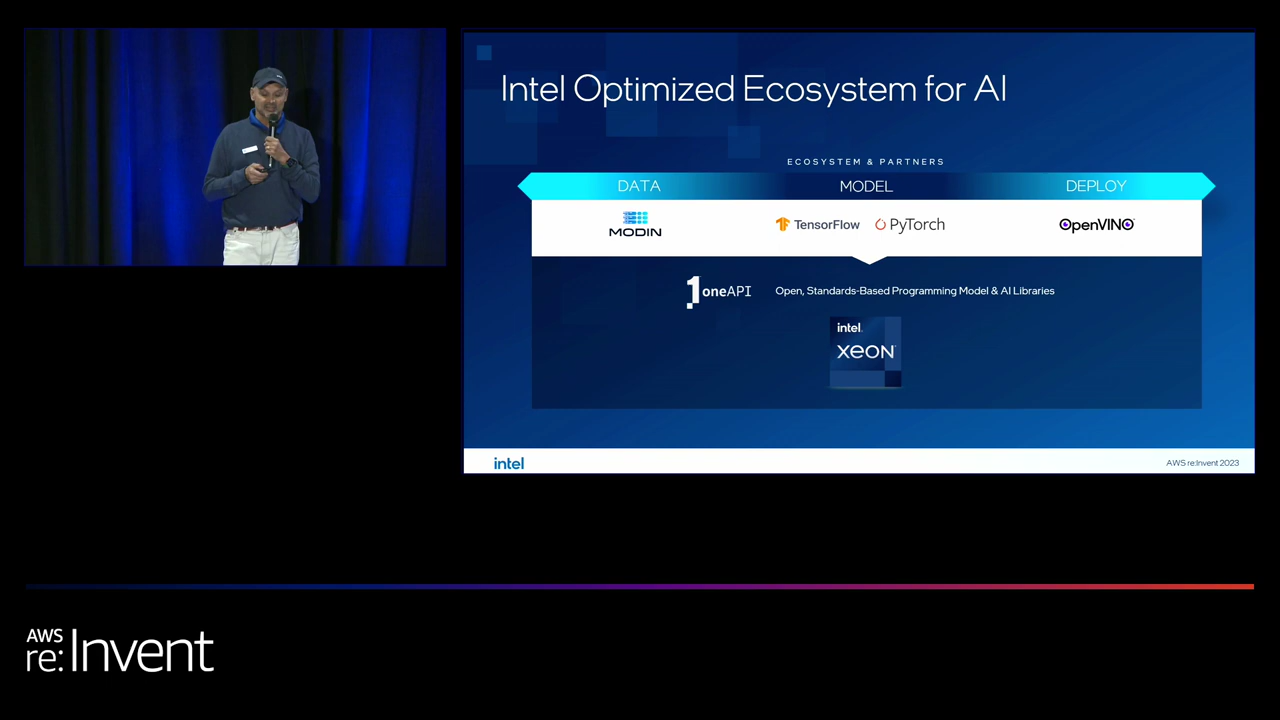 Intel Optimized Ecosystem for AI
ECOSYSTEM & PARTNERS
DATA
MODEL
DEPLOY
MODIN
TensorFlow
PyTorch
OpenVINO
oneAPI
Open, Standards-Based Programming Model & AI Libraries
intel.
xeon
intel
AWS re:Invent 2023
AWS
re:Invent